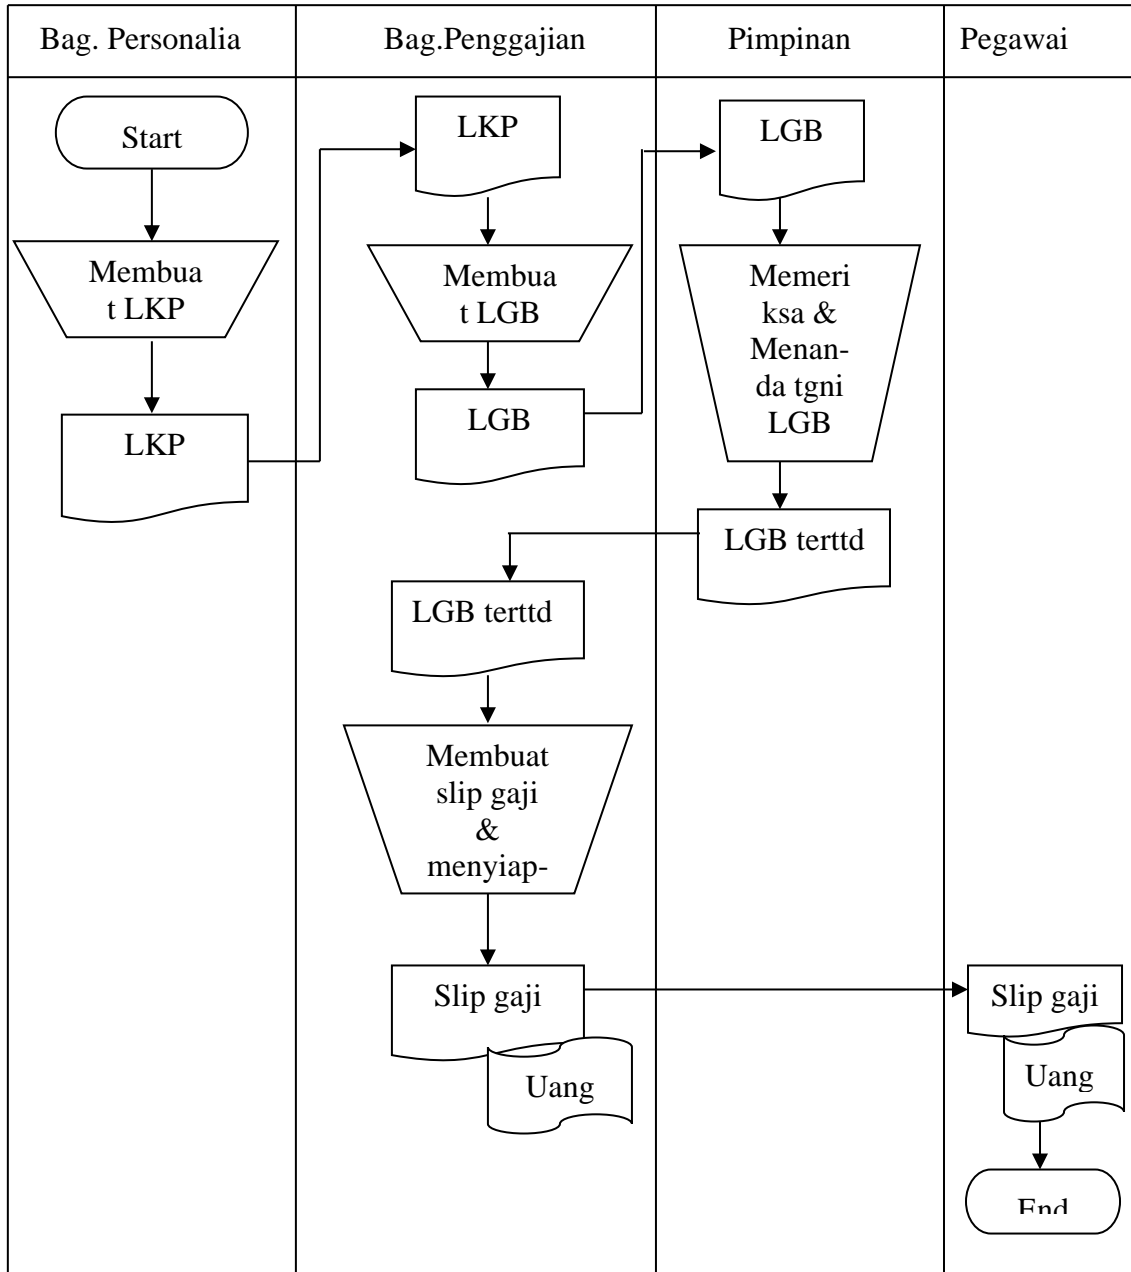 Bag. Personalia
Bag.Penggajian
Pimpinan
Pegawai
Start
Membua
t LKP
LKP
LKP
Membua
t LGB
LGB
LGB
Memeri
ksa &
Menan-
da tgni
LGB
LGB terttd
LGB terttd
Membuat
slip gaji
&
menyiap-
Slip gaji
Uang
Slip gaji
Uang
End